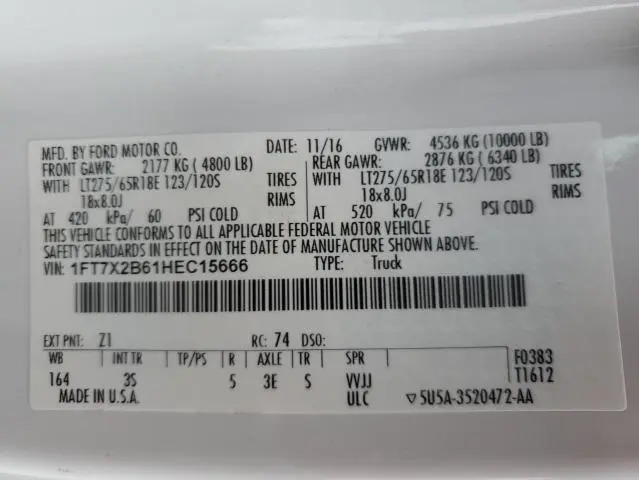 MFD. BY FORD MOTOR CO. DATE: 11/16 GVWR: 4536 KG (10000 LB)
FRONT GAWR: 2177 KG (4800 LB) REAR GAWR: 2876 KG (6340 LB)
WITH LT275/65R18E 123/120S TIRES WITH LT275/65R18E 123/120S TIRES
18x8.0J RIMS 18x8.0J RIMS
AT 420 kPa/ 60 PSI COLD AT 520 kPa/ 75 PSI COLD
THIS VEHICLE CONFORMS TO ALL APPLICABLE FEDERAL MOTOR VEHICLE
SAFETY STANDARDS IN EFFECT ON THE DATE OF MANUFACTURE SHOWN ABOVE.
VIN: 1FT7X2B61HEC15666 TYPE: Truck
EXT PNT: Z1 RC: 74 DSO:
WB INT TR TP/PS R AXLE TR SPR F0383
164 3S 5 3E S VVJJ T1612
MADE IN U.S.A. ULC ▽5U5A-3520472-AA